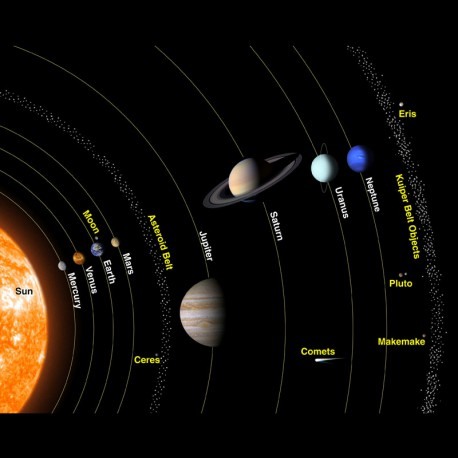 Sun
Mercury
Venus
Moon
Earth
Mars
Asteroid Belt
Ceres
Jupiter
Saturn
Uranus
Neptune
Comets
Eris
Kuiper Belt Objects
Pluto
Makemake